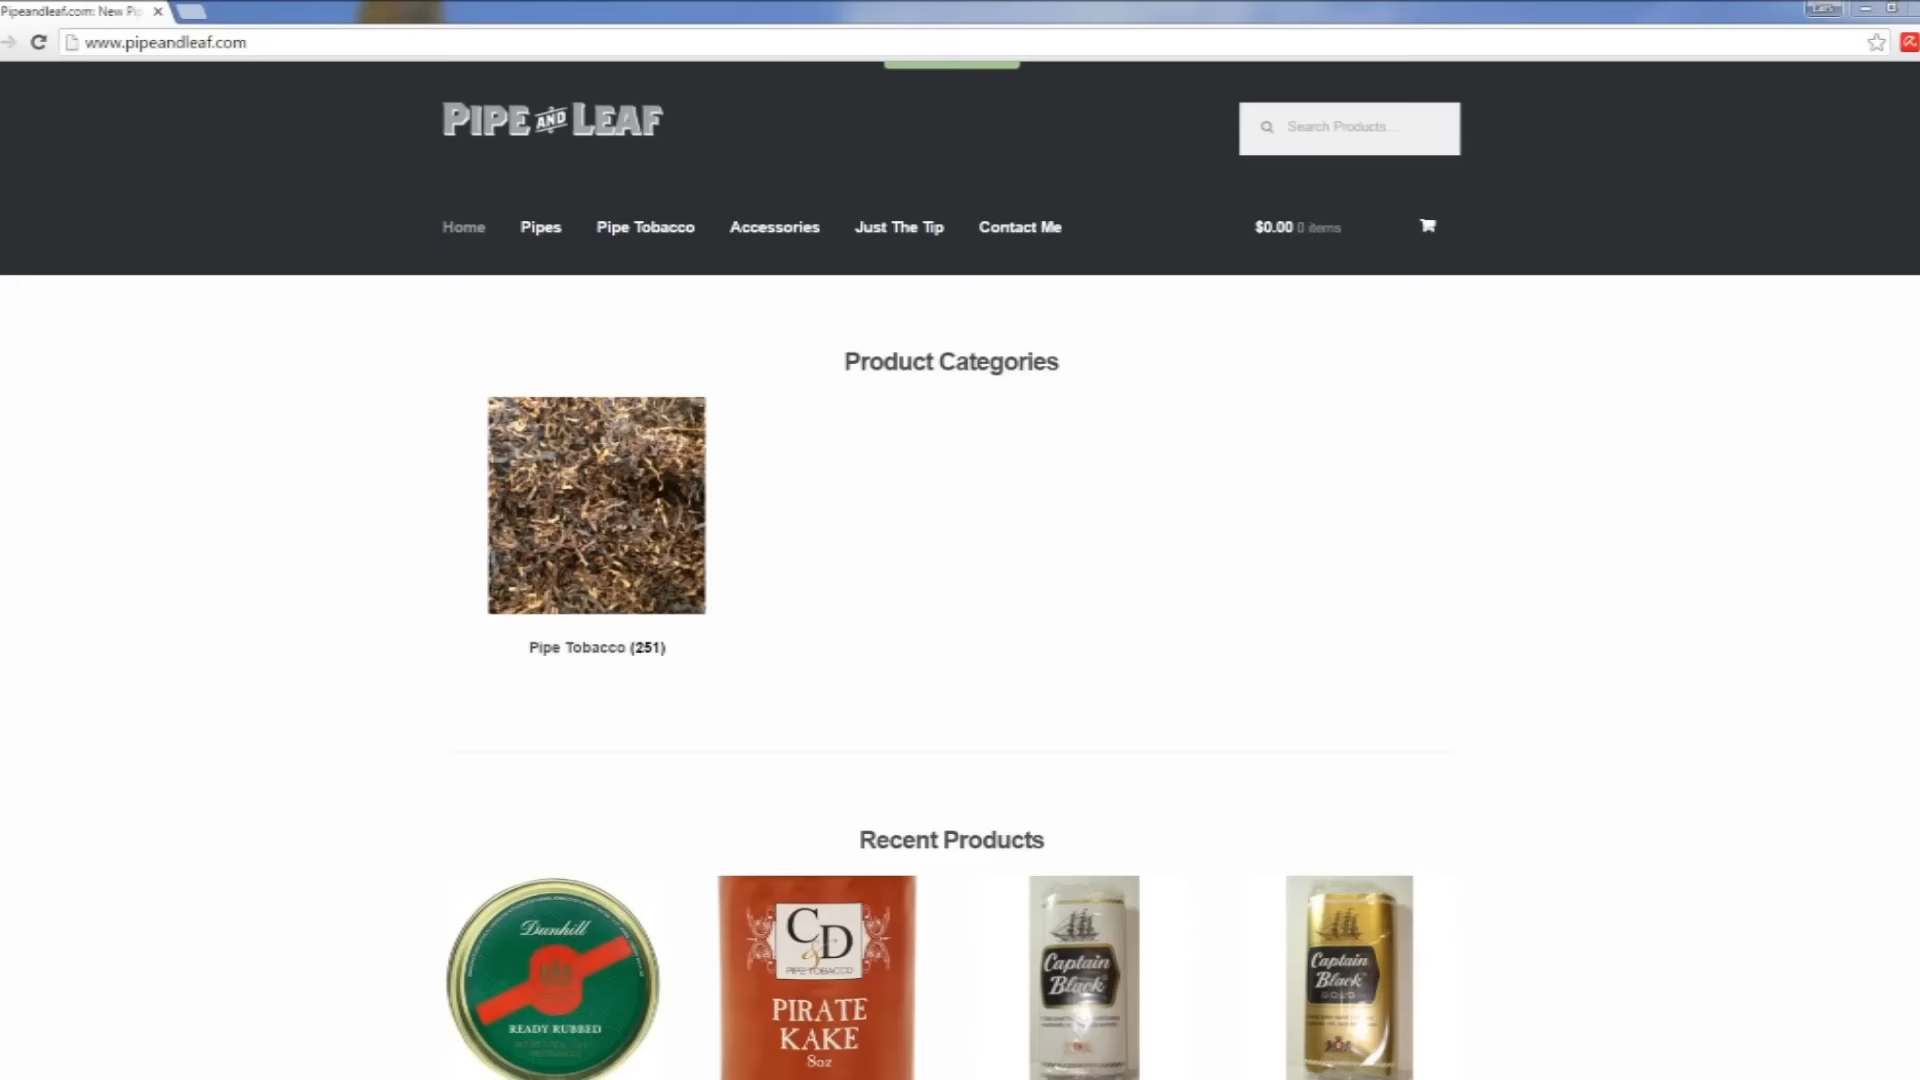 Pipeandleaf.com: New Pi
Lars
www.pipeandleaf.com
PIPE AND LEAF
Search Products...
Home Pipes Pipe Tobacco Accessories Just The Tip Contact Me $0.00 0 items
Product Categories
Pipe Tobacco (251)
Recent Products
Dunhill
READY RUBBED
C&D
PIPE TOBACCO
PIRATE
KAKE
8oz
Captain
Black
Captain
Black
GOLD